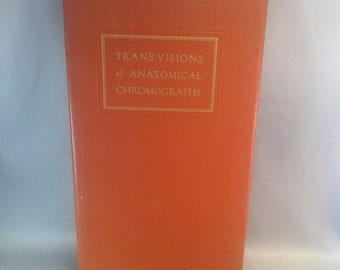 TRANS VISIONS
of ANATOMICAL
CHROMOGRAPHS